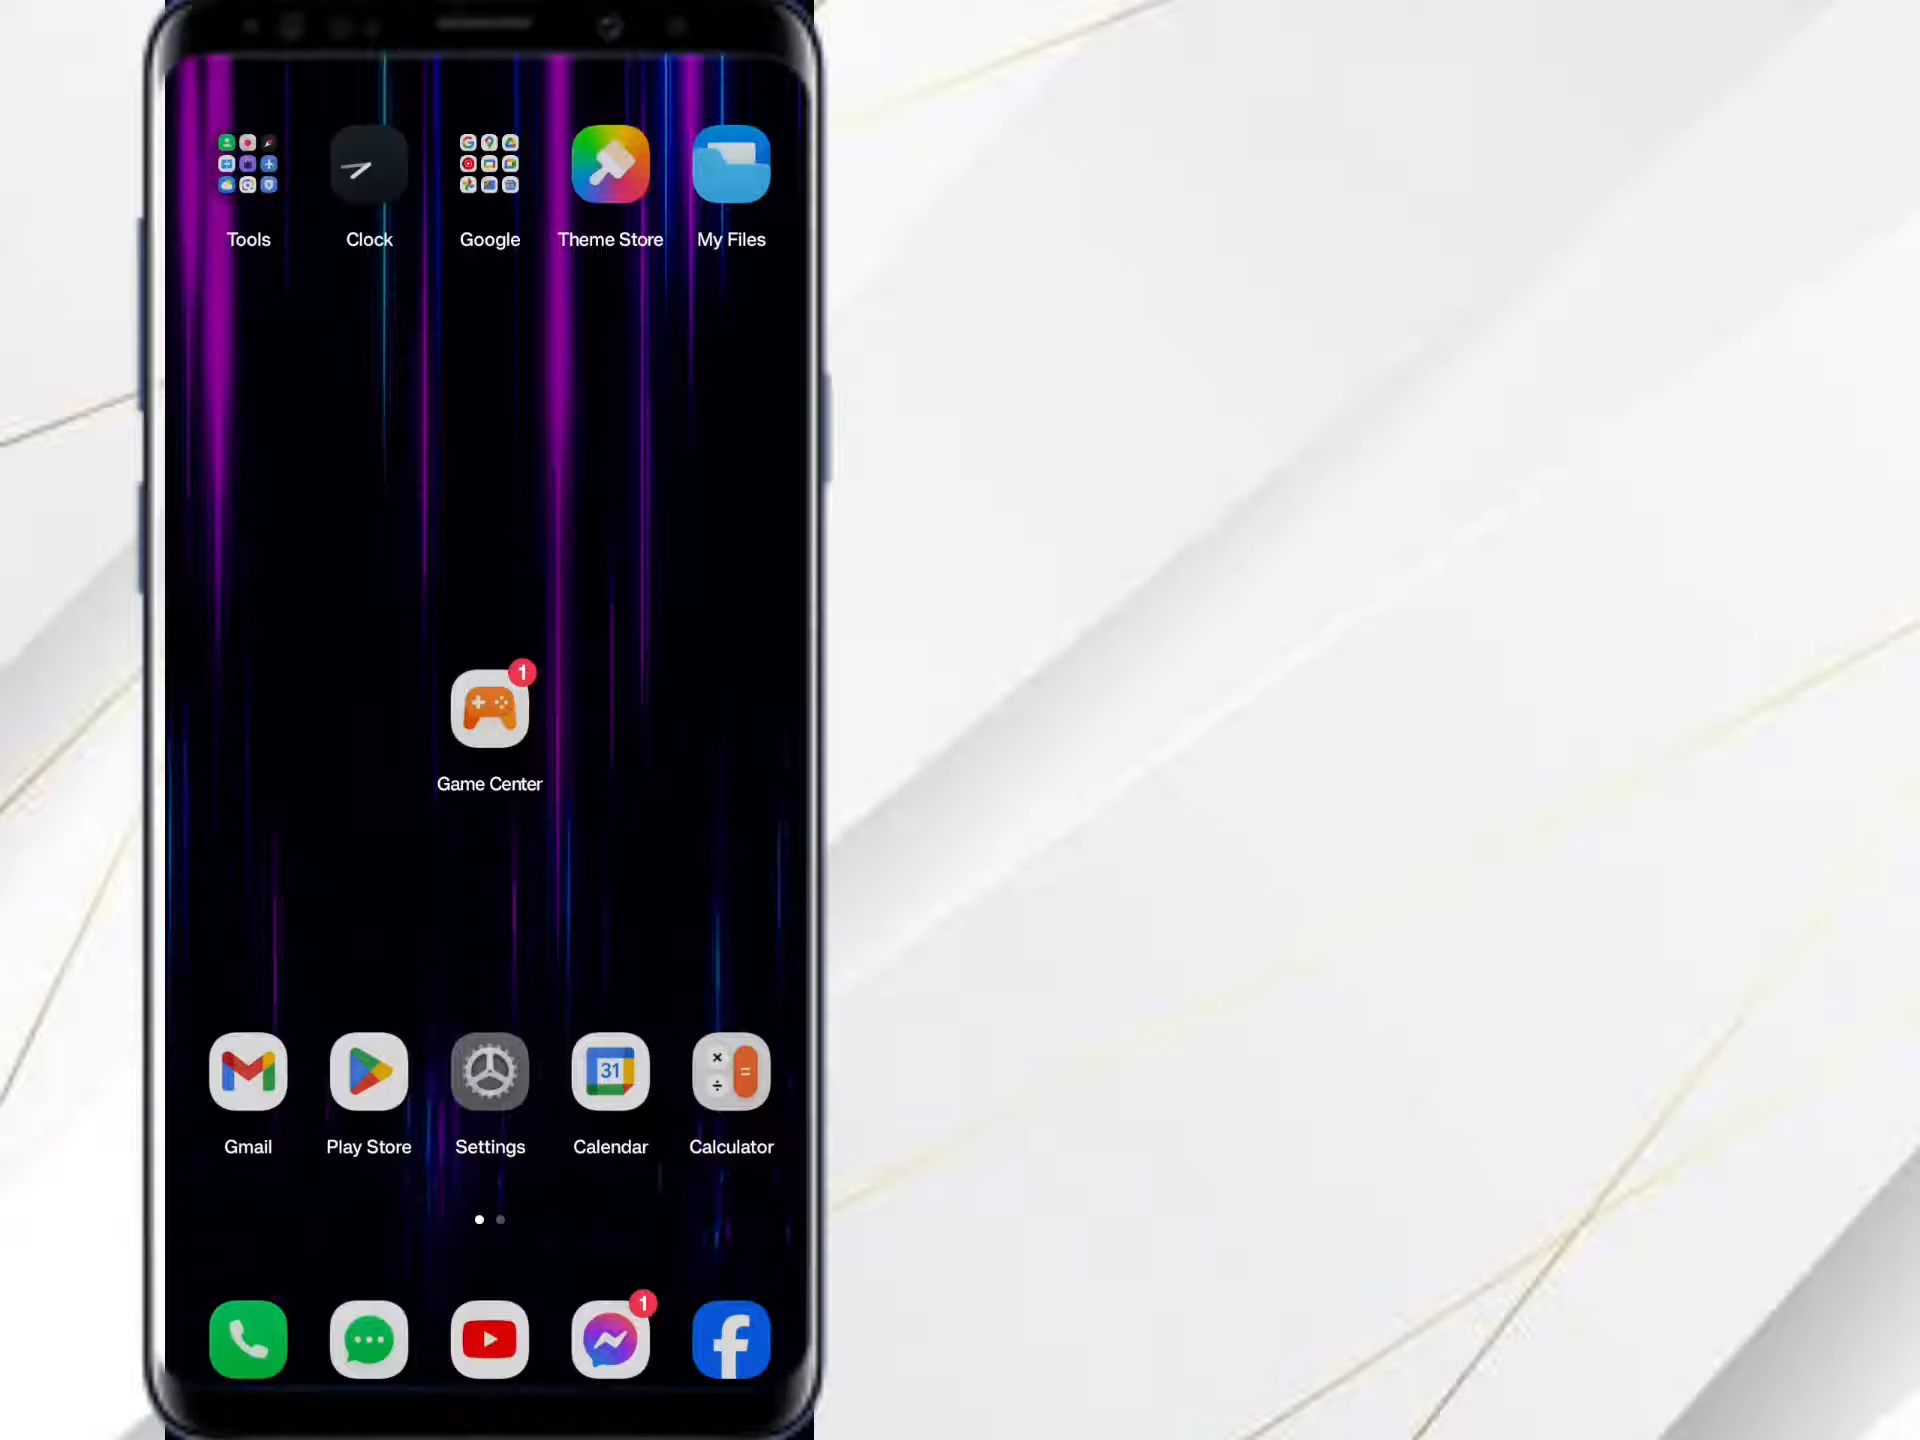 Tools Clock Google Theme Store My Files
1
Game Center
31
Gmail Play Store Settings Calendar Calculator
1